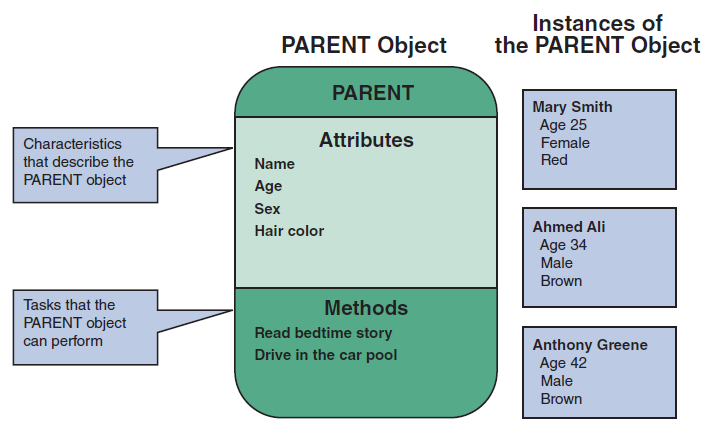 PARENT Object
Instances of
the PARENT Object
PARENT
Attributes
Name
Age
Sex
Hair color
Methods
Read bedtime story
Drive in the car pool
Characteristics
that describe the
PARENT object
Tasks that the
PARENT object
can perform
Mary Smith
Age 25
Female
Red
Ahmed Ali
Age 34
Male
Brown
Anthony Greene
Age 42
Male
Brown